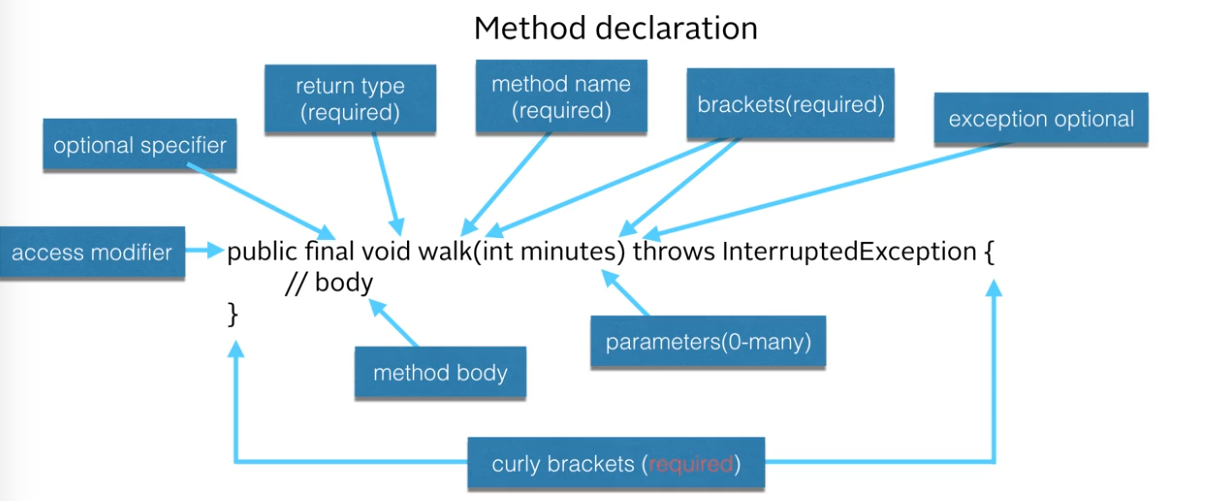 Method declaration
return type
(required)
method name
(required)
brackets(required)
exception optional
optional specifier
access modifier
public final void walk(int minutes) throws InterruptedException {
// body
}
parameters(0-many)
method body
curly brackets (required)